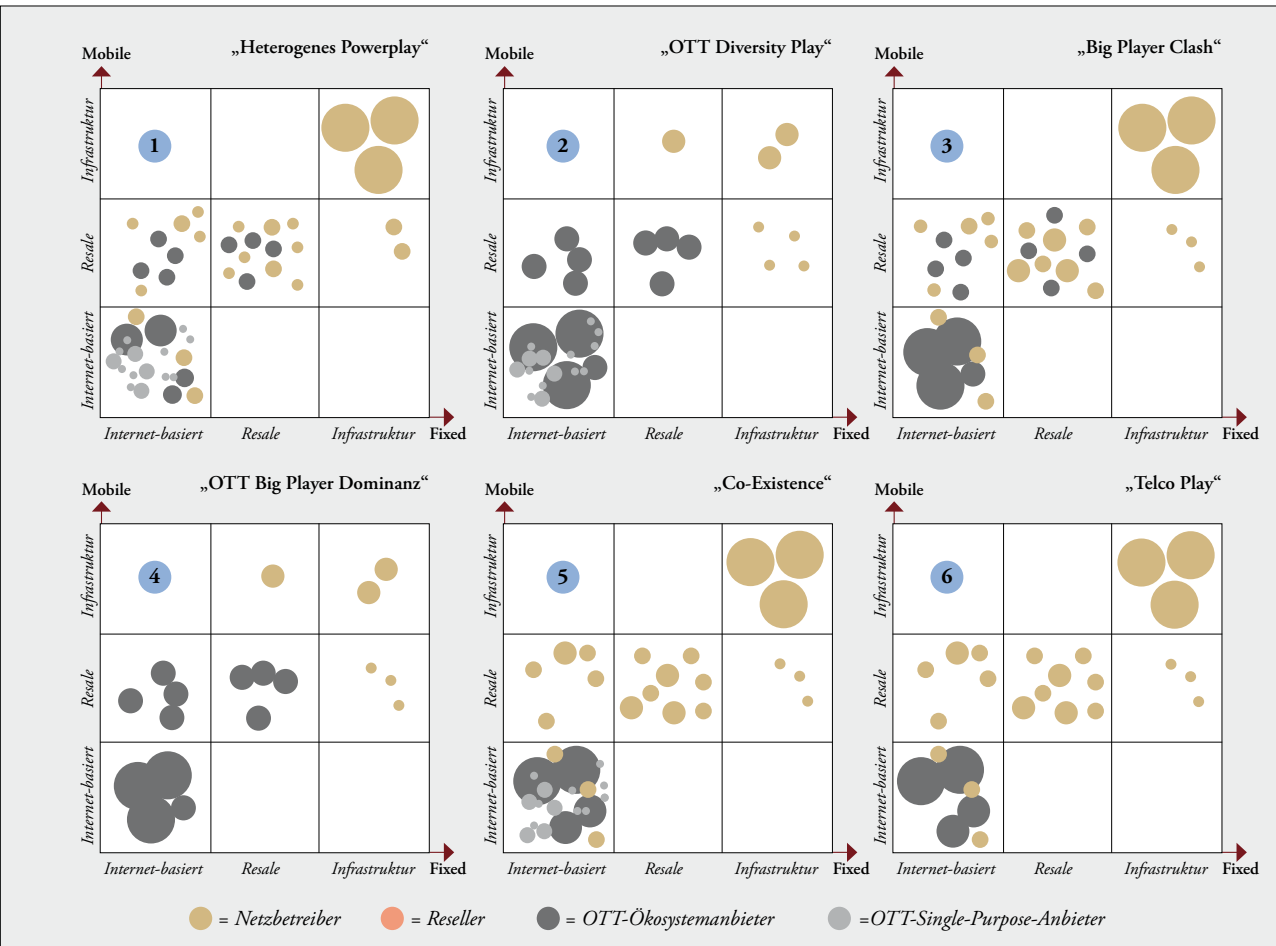 „Heterogenes Powerplay“
Mobile
Infrastruktur
Resale
Internet-basiert
1
Internet-basiert
Resale
Infrastruktur
Fixed
„OTT Diversity Play“
Mobile
Infrastruktur
Resale
Internet-basiert
2
Internet-basiert
Resale
Infrastruktur
Fixed
„Big Player Clash“
Mobile
Infrastruktur
Resale
Internet-basiert
3
Internet-basiert
Resale
Infrastruktur
Fixed
„OTT Big Player Dominanz“
Mobile
Infrastruktur
Resale
Internet-basiert
4
Internet-basiert
Resale
Infrastruktur
Fixed
„Co-Existence“
Mobile
Infrastruktur
Resale
Internet-basiert
5
Internet-basiert
Resale
Infrastruktur
Fixed
„Telco Play“
Mobile
Infrastruktur
Resale
Internet-basiert
6
Internet-basiert
Resale
Infrastruktur
Fixed
= Netzbetreiber
= Reseller
= OTT-Ökosystemanbieter
=OTT-Single-Purpose-Anbieter